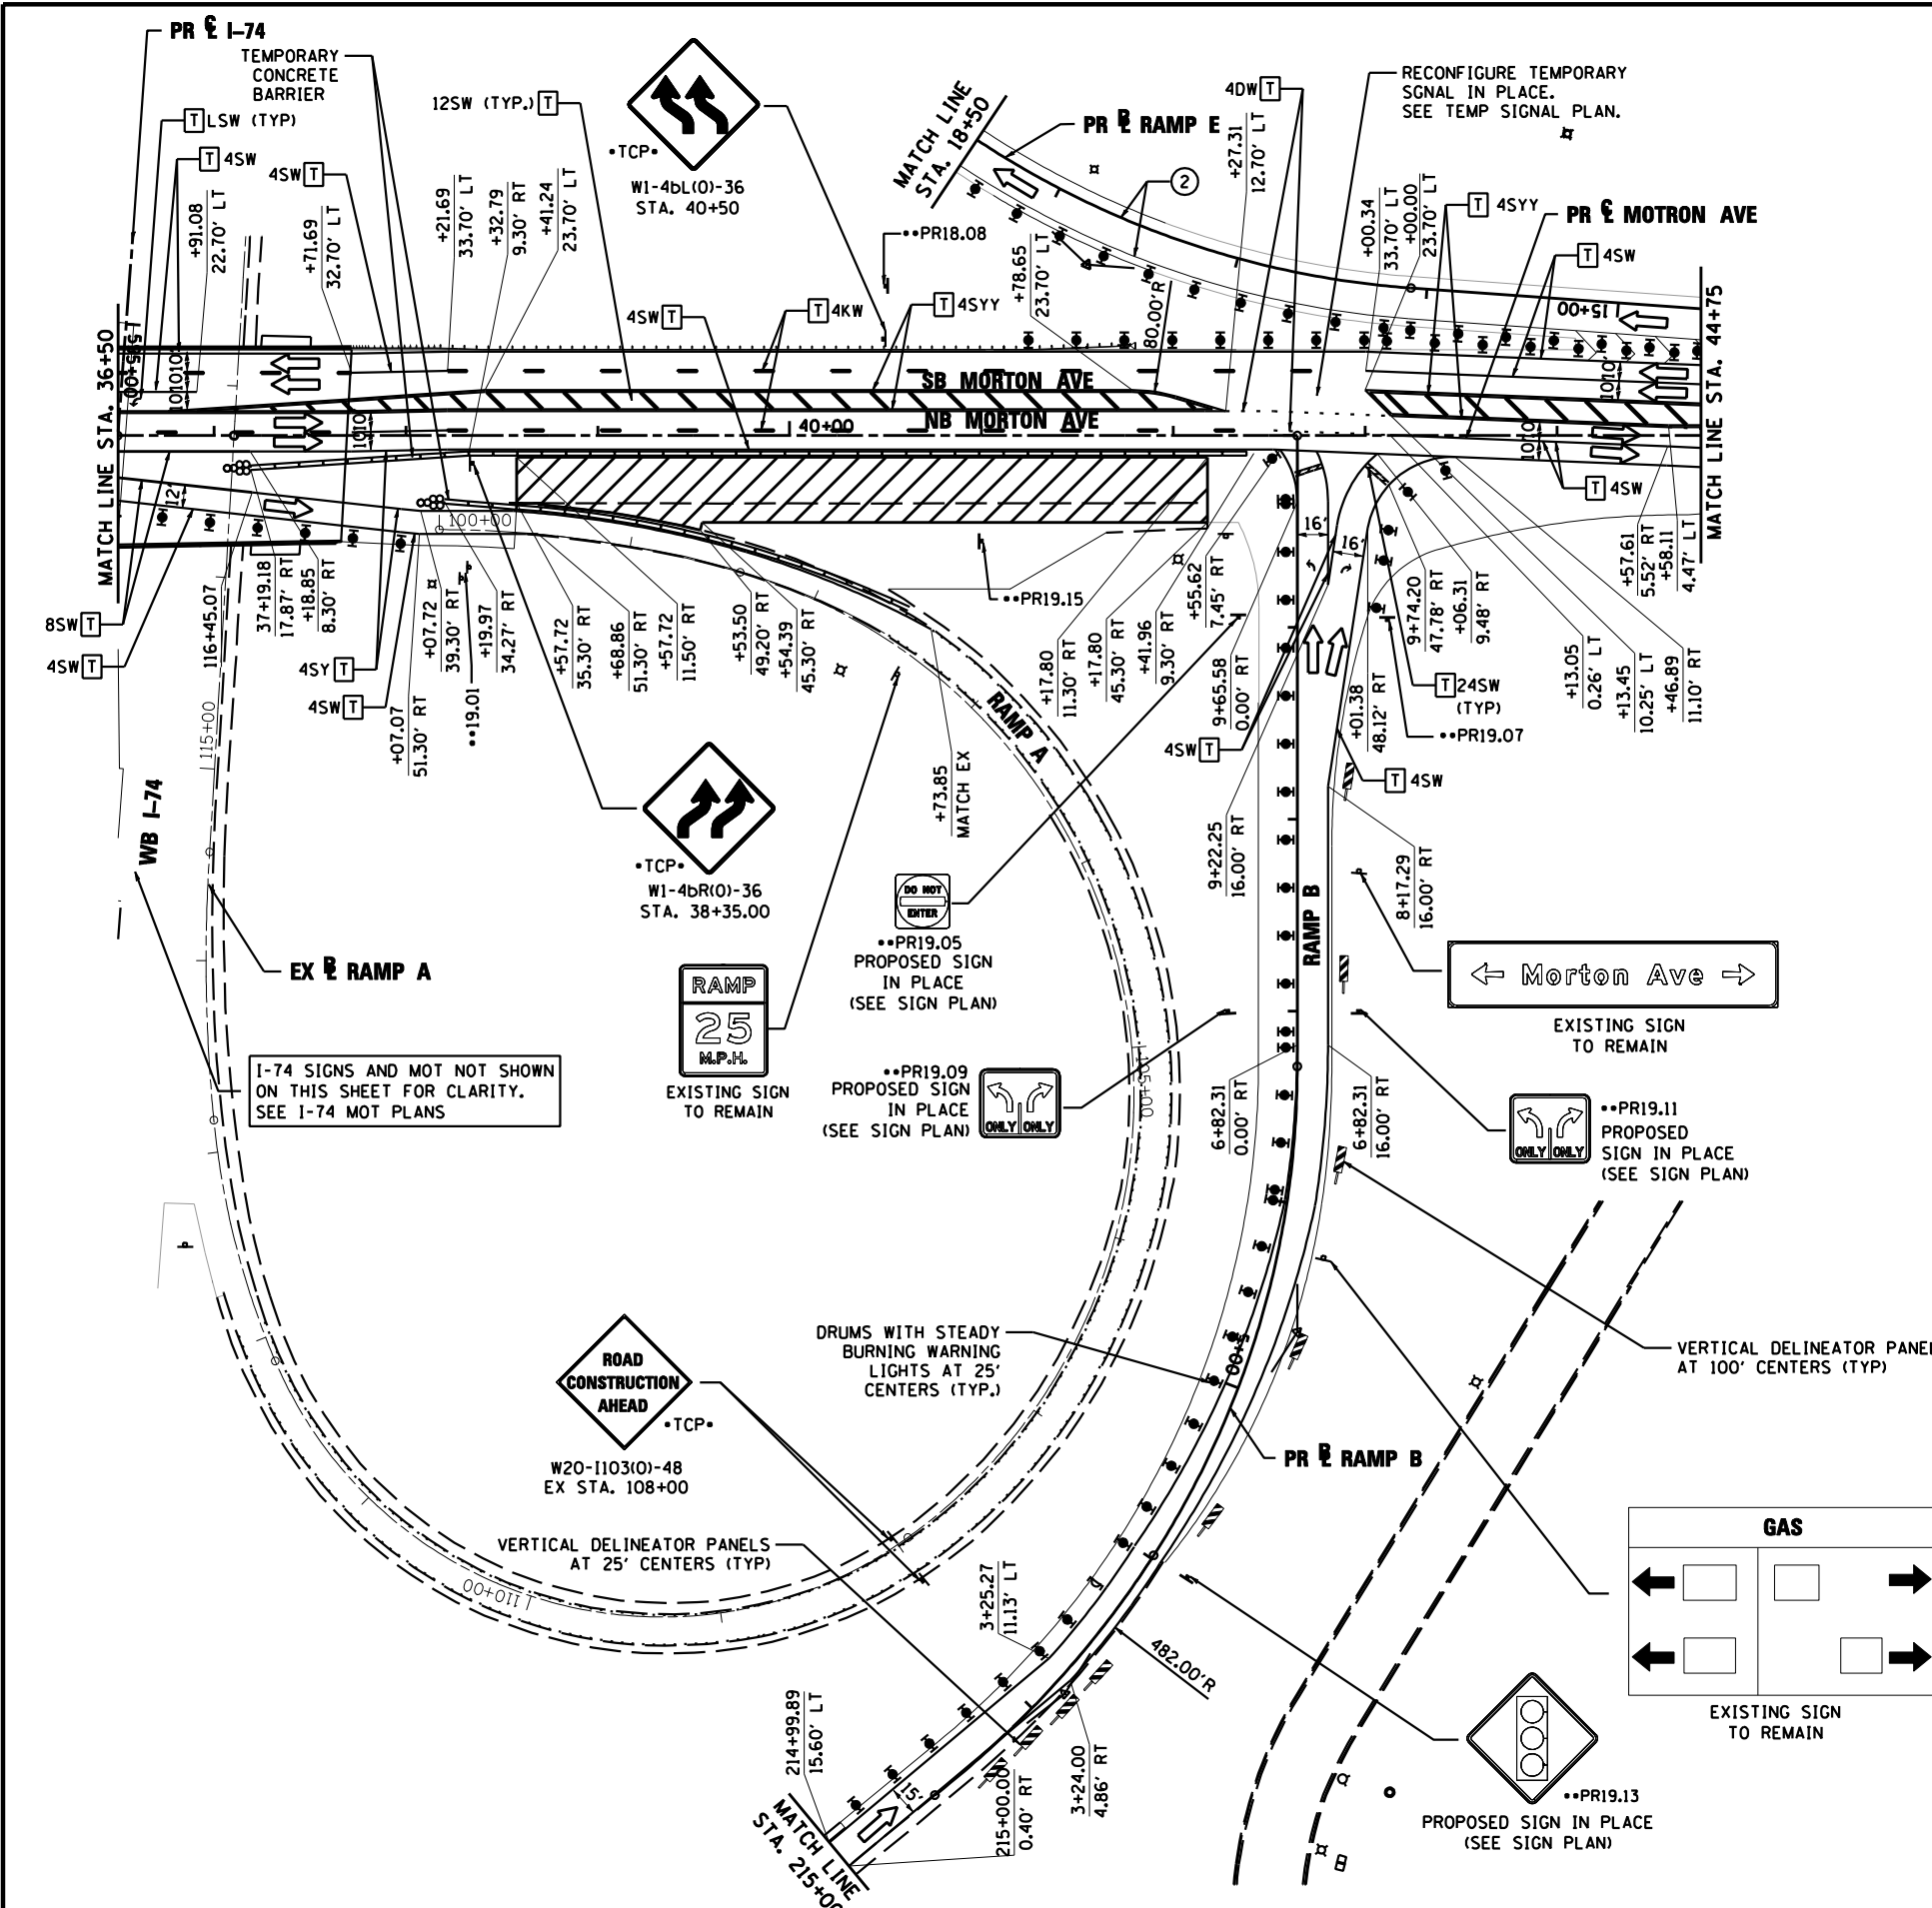 PR ℄ I-74
TEMPORARY
CONCRETE
BARRIER
T LSW (TYP)
T 4SW
4SW T
12SW (TYP.) T
•TCP•
W1-4bL(O)-36
STA. 40+50
MATCH LINE
STA. 18+50
PR RAMP E
2
4DW T
RECONFIGURE TEMPORARY
SGNAL IN PLACE.
SEE TEMP SIGNAL PLAN.
T 4SYY
PR ℄ MOTRON AVE
T 4SW
+91.08
22.70' LT
+71.69
32.70' LT
+21.69
33.70' LT
+32.79
9.30' RT
+41.24
23.70' LT
••PR18.08
+78.65
23.70' LT
+27.31
12.70' LT
+00.34
33.70' LT
+00.00
23.70' LT
80.00'R
15+00
4SW T
T 4KW
T 4SYY
MATCH LINE STA. 36+50
MATCH LINE STA. 44+75
SB MORTON AVE
NB MORTON AVE
40+00
10'
10'
10'
10'
10'
10'
10'
10'
12'
100+00
T 4SW
16'
16'
8SW T
4SW T
116+45.07
37+19.18
17.87' RT
+18.85
8.30' RT
4SY T
4SW T
+07.72
39.30' RT
+07.07
51.30' RT
+19.97
34.27' RT
••19.01
+57.72
35.30' RT
+68.86
51.30' RT
+57.72
11.50' RT
+53.50
49.20' RT
+54.39
45.30' RT
••PR19.15
+17.80
11.30' RT
+17.80
45.30' RT
+41.96
9.30' RT
+55.62
7.45' RT
9+65.58
0.00' RT
9+74.20
47.78' RT
+06.31
9.48' RT
+13.05
0.26' LT
+13.45
10.25' LT
+46.89
11.10' RT
+57.61
5.52' RT
+58.11
4.47' LT
T 24SW
(TYP)
+01.38
48.12' RT
••PR19.07
4SW T
T 4SW
115+00
WB I-74
RAMP A
+73.85
MATCH EX
•TCP•
W1-4bR(O)-36
STA. 38+35.00
9+22.25
16.00' RT
8+17.29
16.00' RT
RAMP B
DO NOT
ENTER
••PR19.05
PROPOSED SIGN
IN PLACE
(SEE SIGN PLAN)
EX RAMP A
RAMP
25
M.P.H.
EXISTING SIGN
TO REMAIN
← Morton Ave →
EXISTING SIGN
TO REMAIN
I-74 SIGNS AND MOT NOT SHOWN
ON THIS SHEET FOR CLARITY.
SEE I-74 MOT PLANS
••PR19.09
PROPOSED SIGN
IN PLACE
(SEE SIGN PLAN)
ONLY ONLY
105+00
6+82.31
0.00' RT
6+82.31
16.00' RT
ONLY ONLY
••PR19.11
PROPOSED
SIGN IN PLACE
(SEE SIGN PLAN)
DRUMS WITH STEADY
BURNING WARNING
LIGHTS AT 25'
CENTERS (TYP.)
VERTICAL DELINEATOR PANEL
AT 100' CENTERS (TYP)
ROAD
CONSTRUCTION
AHEAD
•TCP•
W20-I103(O)-48
EX STA. 108+00
PR RAMP B
VERTICAL DELINEATOR PANELS
AT 25' CENTERS (TYP)
110+00
GAS
EXISTING SIGN
TO REMAIN
3+25.27
11.13' LT
482.00'R
214+99.89
15.60' LT
15'
215+00.00
0.40' RT
3+24.00
4.86' RT
MATCH LINE
STA. 215+00
••PR19.13
PROPOSED SIGN IN PLACE
(SEE SIGN PLAN)